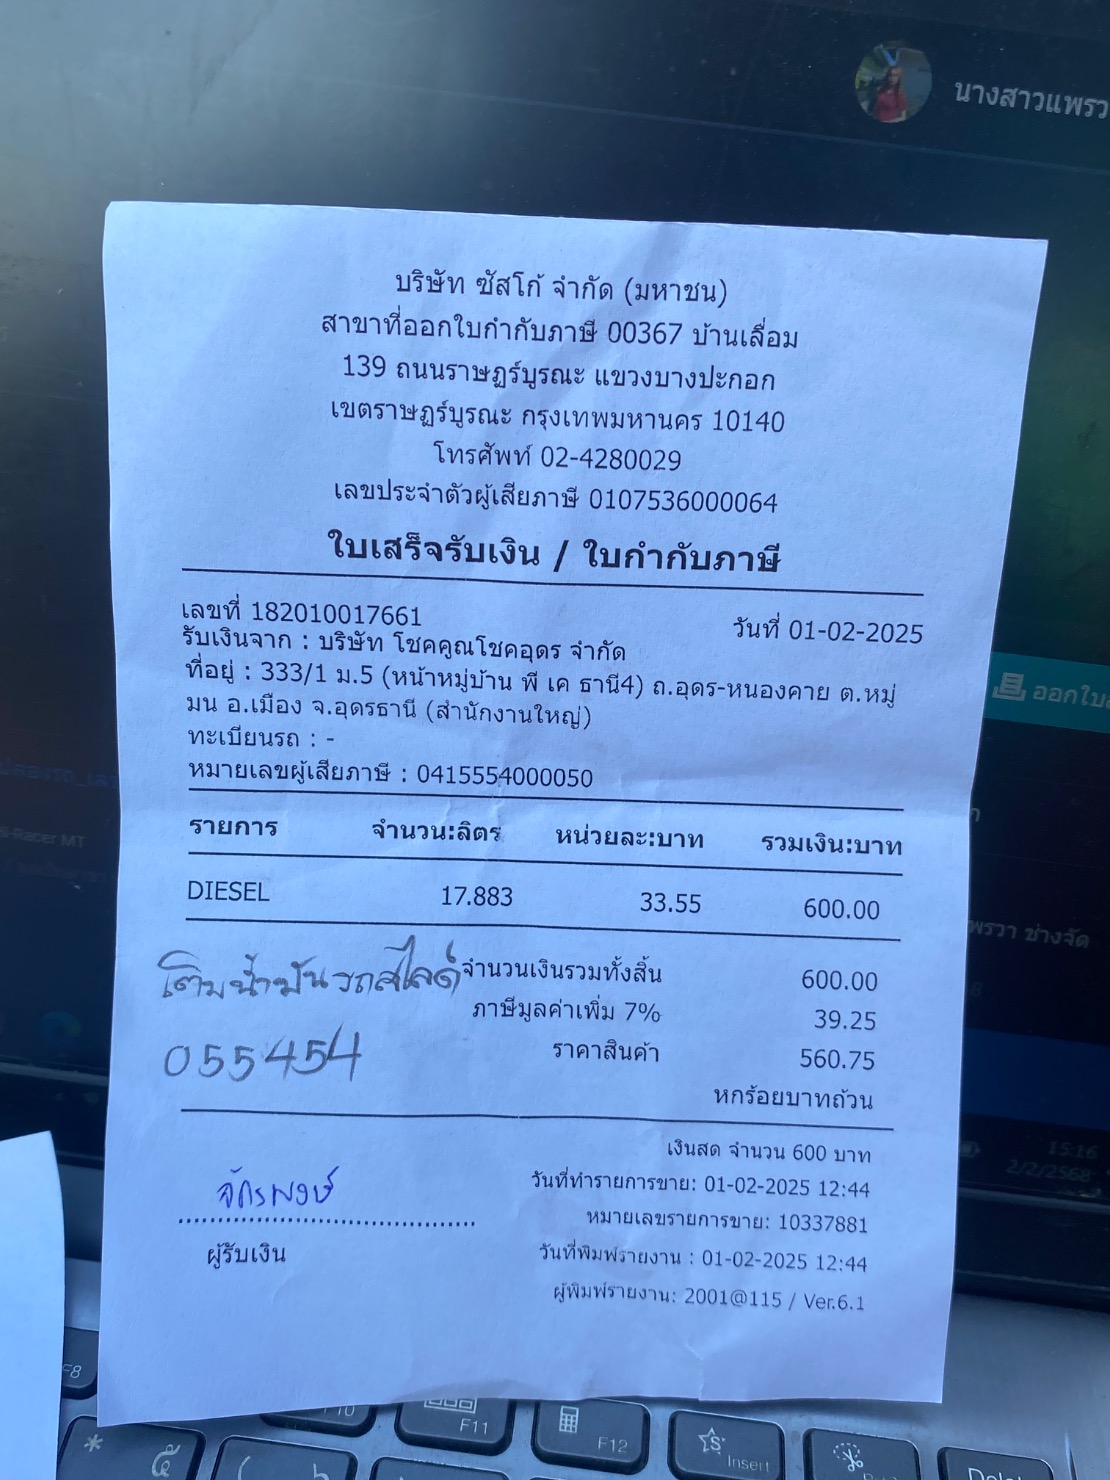 นางสาวแพรว
บริษัท ซัสโก้ จำกัด (มหาชน)
สาขาที่ออกใบกำกับภาษี 00367 บ้านเลื่อม
139 ถนนราษฎร์บูรณะ แขวงบางปะกอก
เขตราษฎร์บูรณะ กรุงเทพมหานคร 10140
โทรศัพท์ 02-4280029
เลขประจำตัวผู้เสียภาษี 0107536000064
ใบเสร็จรับเงิน / ใบกำกับภาษี
เลขที่ 182010017661 วันที่ 01-02-2025
รับเงินจาก : บริษัท โชคคูณโชคอุดร จำกัด
ที่อยู่ : 333/1 ม.5 (หน้าหมู่บ้าน พี เค ธานี4) ถ.อุดร-หนองคาย ต.หมู่
มน อ.เมือง จ.อุดรธานี (สำนักงานใหญ่)
ทะเบียนรถ : -
หมายเลขผู้เสียภาษี : 0415554000050
ออกใบ
รายการ จำนวน:ลิตร หน่วยละ:บาท รวมเงิน:บาท
DIESEL 17.883 33.55 600.00
เติมน้ำมันรถสไลด์ จำนวนเงินรวมทั้งสิ้น 600.00
ภาษีมูลค่าเพิ่ม 7% 39.25
055454 ราคาสินค้า 560.75
หกร้อยบาทถ้วน
พรวา ช่างจัด
เงินสด จำนวน 600 บาท
วันที่ทำรายการขาย: 01-02-2025 12:44
จักรพงษ์ หมายเลขรายการขาย: 10337881
ผู้รับเงิน วันที่พิมพ์รายงาน : 01-02-2025 12:44
ผู้พิมพ์รายงาน: 2001@115 / Ver.6.1
15:16
2/2/2568
F8
F10
F11
F12
Insert